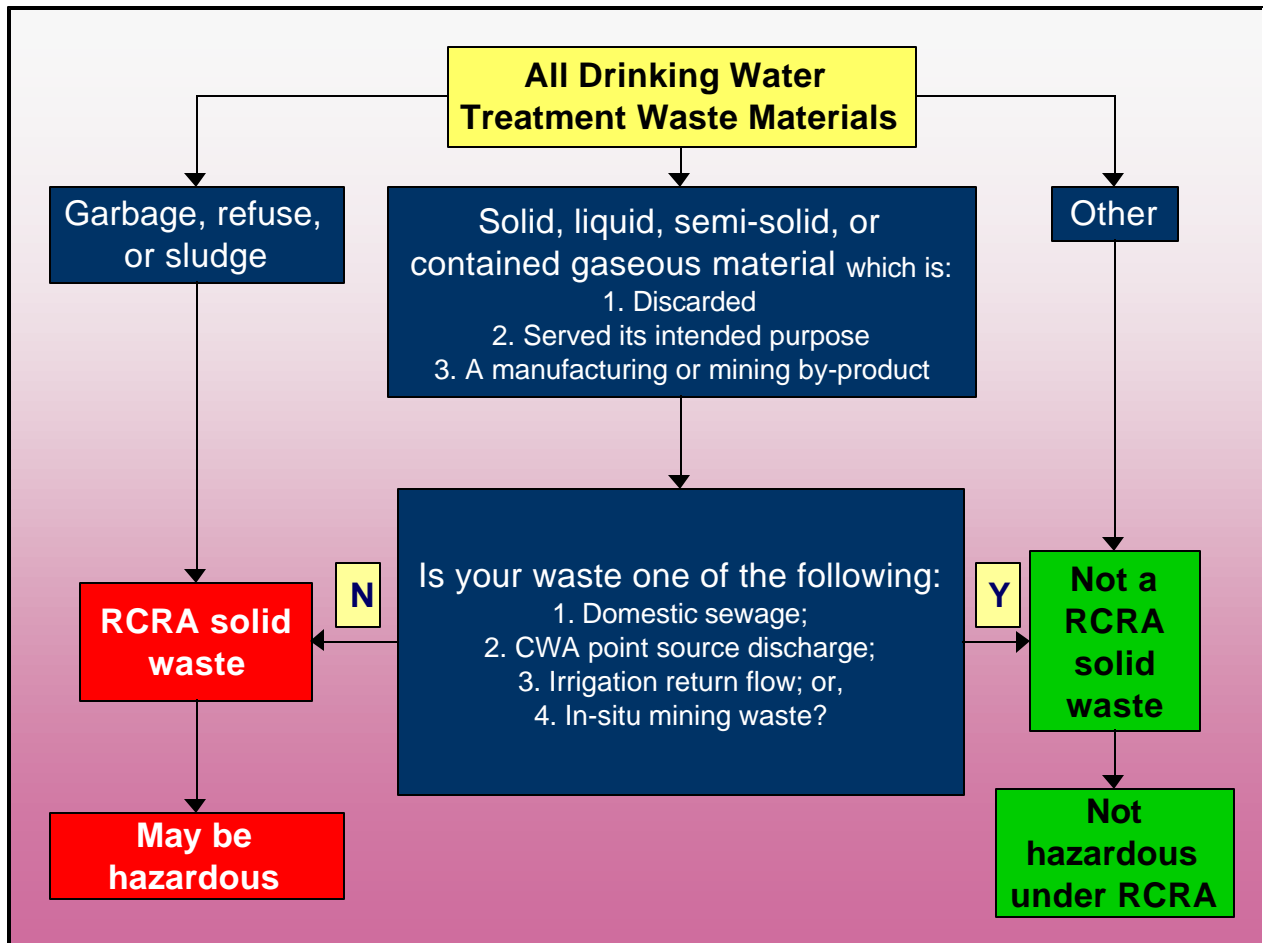 All Drinking Water
Treatment Waste Materials
Garbage, refuse,
or sludge
Solid, liquid, semi-solid, or
contained gaseous material which is:
1. Discarded
2. Served its intended purpose
3. A manufacturing or mining by-product
Other
Is your waste one of the following:
1. Domestic sewage;
2. CWA point source discharge;
3. Irrigation return flow; or,
4. In-situ mining waste?
N
Y
RCRA solid
waste
Not a
RCRA
solid
waste
May be
hazardous
Not
hazardous
under RCRA